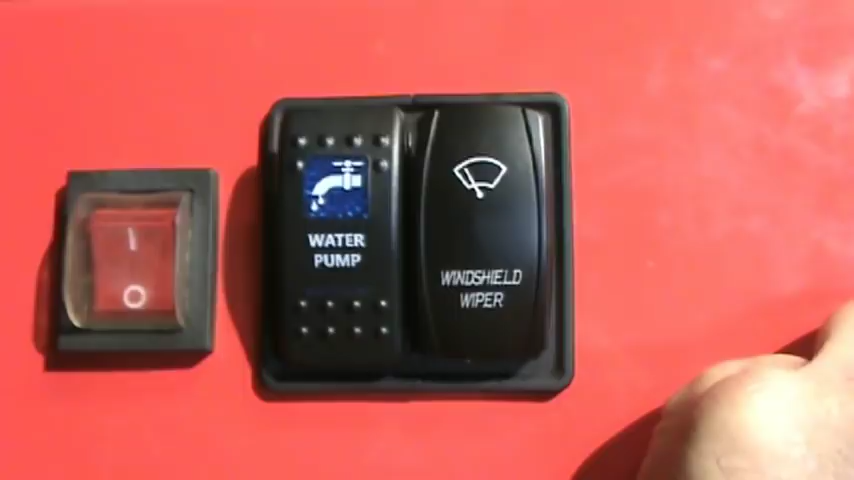 I
O
WATER
PUMP
WINDSHIELD
WIPER